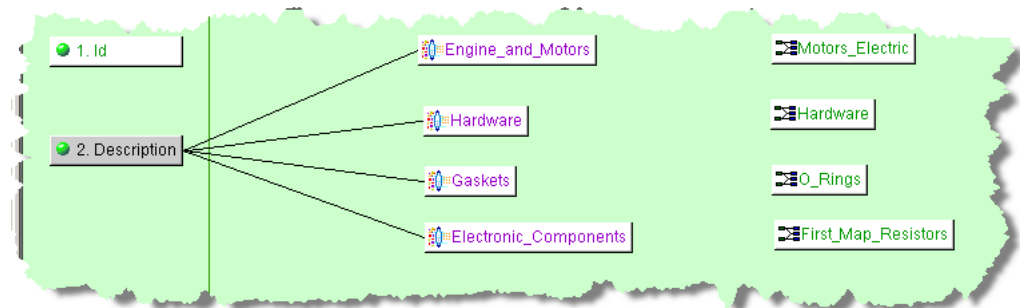 1. Id
Engine_and_Motors
Motors_Electric
Hardware
Hardware
2. Description
Gaskets
O_Rings
Electronic_Components
First_Map_Resistors